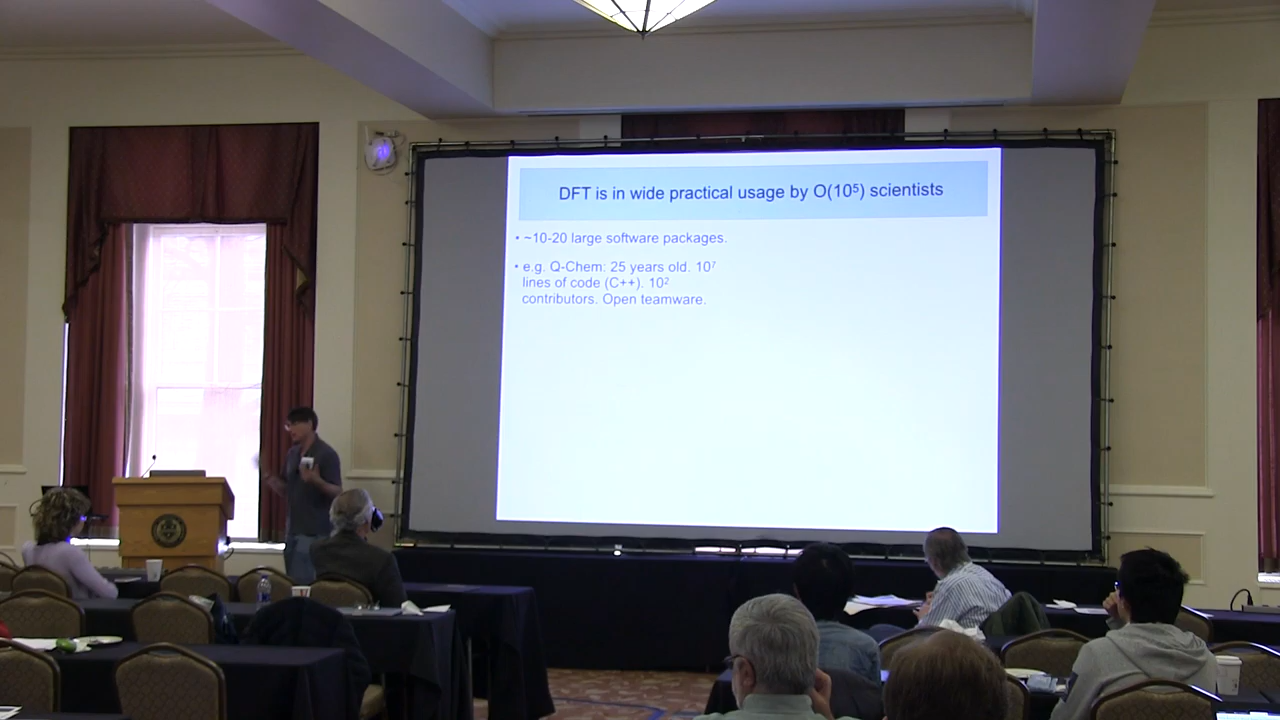 DFT is in wide practical usage by O(10⁵) scientists
• ~10-20 large software packages.
• e.g. Q-Chem: 25 years old. 10⁷
lines of code (C++). 10²
contributors. Open teamware.